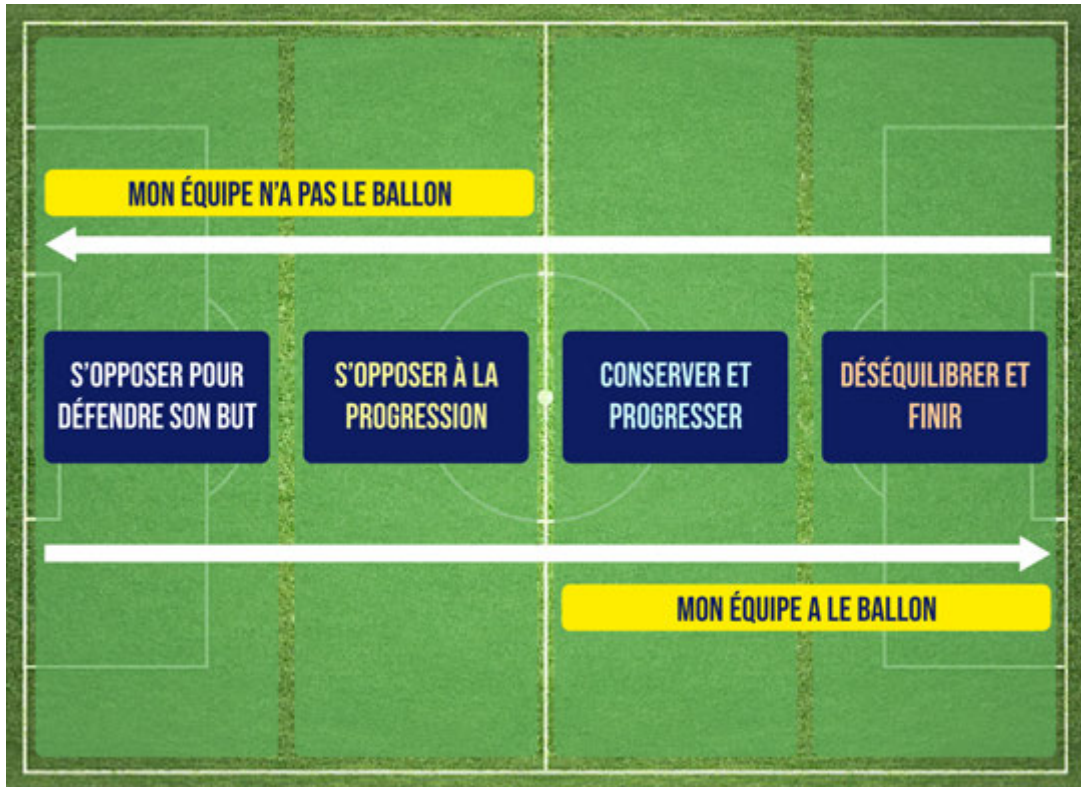 MON ÉQUIPE N'A PAS LE BALLON
S'OPPOSER POUR
DÉFENDRE SON BUT
S'OPPOSER À LA
PROGRESSION
CONSERVER ET
PROGRESSER
DÉSÉQUILIBRER ET
FINIR
MON ÉQUIPE A LE BALLON